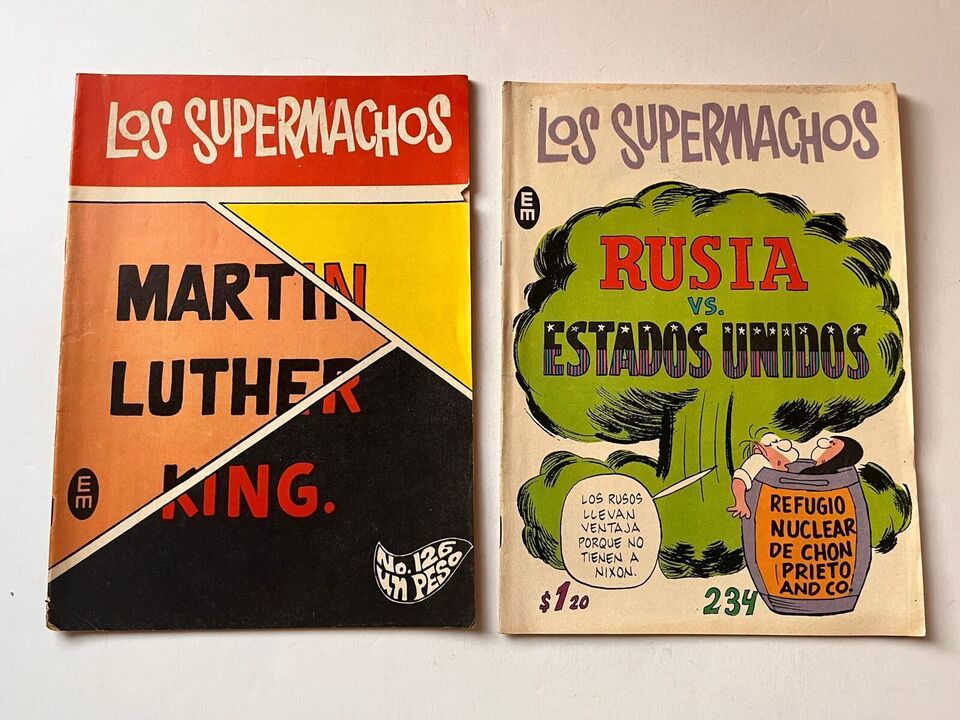 LOS SUPERMACHOS
MARTIN
LUTHER
KING.
EM
No. 126
UN PESO
LOS SUPERMACHOS
EM
RUSIA
VS.
ESTADOS UNIDOS
LOS RUSOS
LLEVAN
VENTAJA
PORQUE NO
TIENEN A
NIXON.
REFUGIO
NUCLEAR
DE CHON
PRIETO
AND CO.
$1 20
234